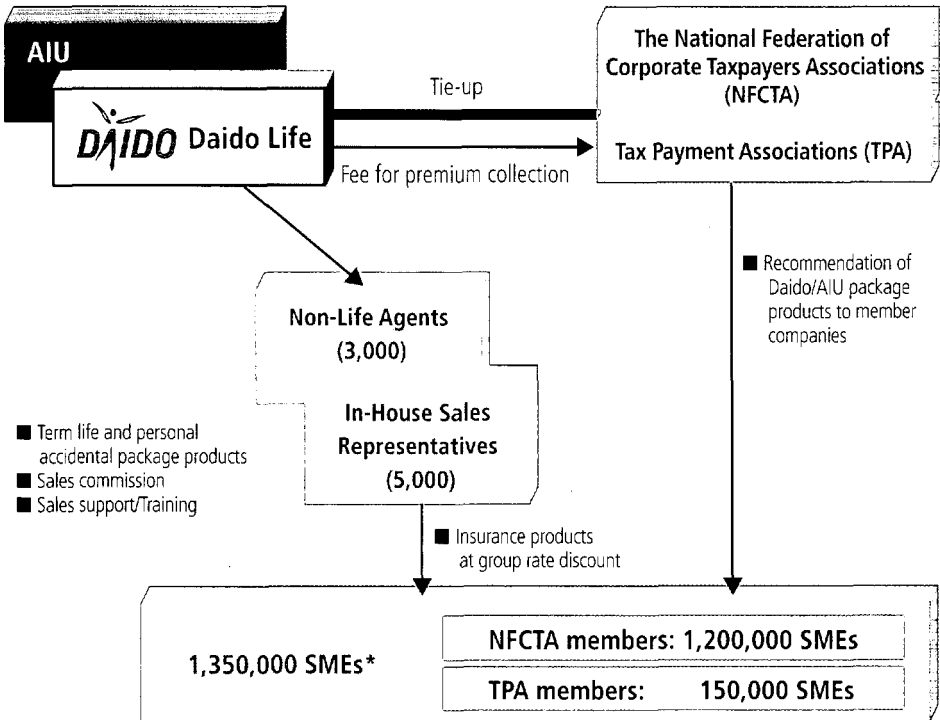 AIU
DAIDO Daido Life
Tie-up
Fee for premium collection
The National Federation of
Corporate Taxpayers Associations
(NFCTA)
Tax Payment Associations (TPA)
■ Recommendation of
Daido/AIU package
products to member
companies
Non-Life Agents
(3,000)
In-House Sales
Representatives
(5,000)
■ Term life and personal
accidental package products
■ Sales commission
■ Sales support/Training
■ Insurance products
at group rate discount
1,350,000 SMEs*
NFCTA members: 1,200,000 SMEs
TPA members: 150,000 SMEs